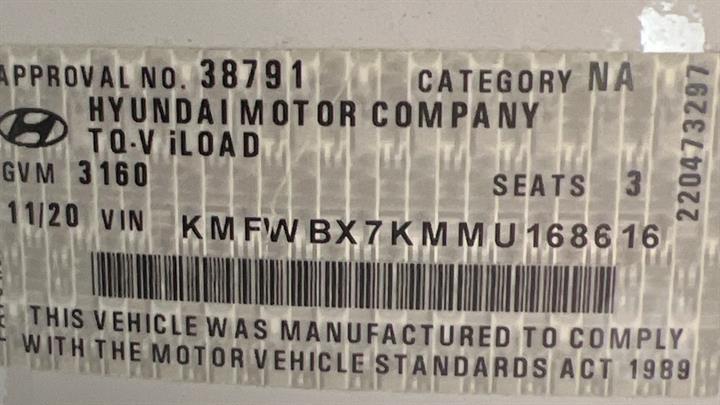 APPROVAL NO. 38791 CATEGORY NA
HYUNDAI MOTOR COMPANY
TQ-V iLOAD
GVM 3160 SEATS 3
11/20 VIN KMFWBX7KMMU168616
THIS VEHICLE WAS MANUFACTURED TO COMPLY
WITH THE MOTOR VEHICLE STANDARDS ACT 1989
220473297